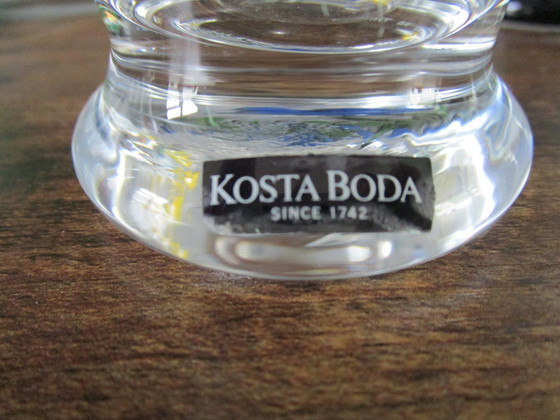 KOSTA BODA
SINCE 1742